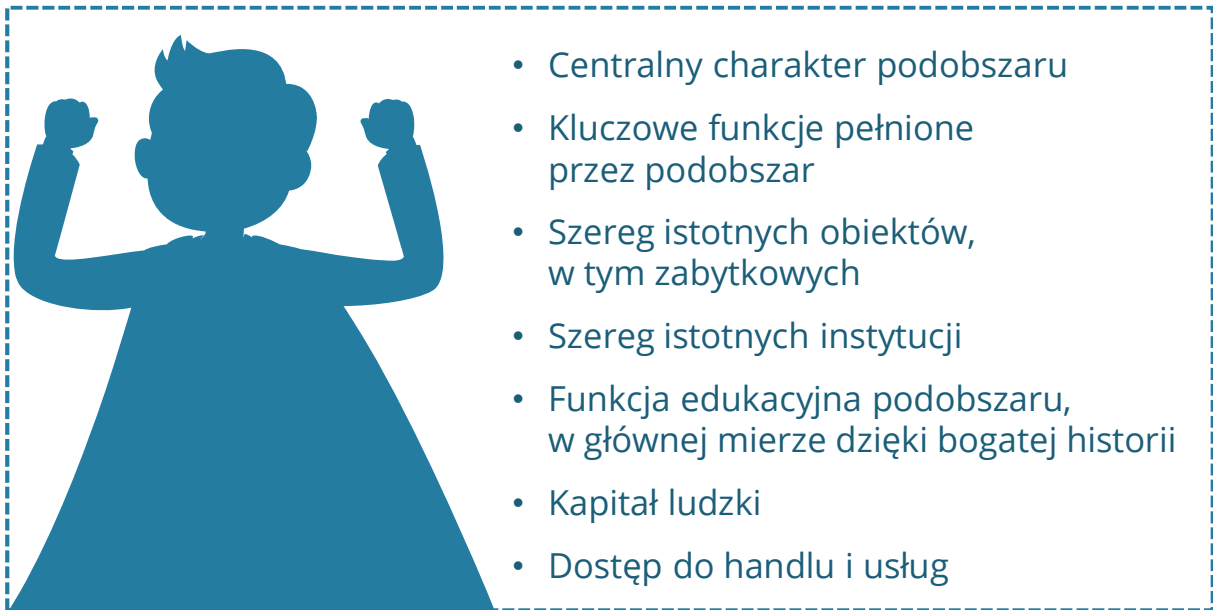 • Centralny charakter podobszaru
• Kluczowe funkcje pełnione
przez podobszar
• Szereg istotnych obiektów,
w tym zabytkowych
• Szereg istotnych instytucji
• Funkcja edukacyjna podobszaru,
w głównej mierze dzięki bogatej historii
• Kapitał ludzki
• Dostęp do handlu i usług